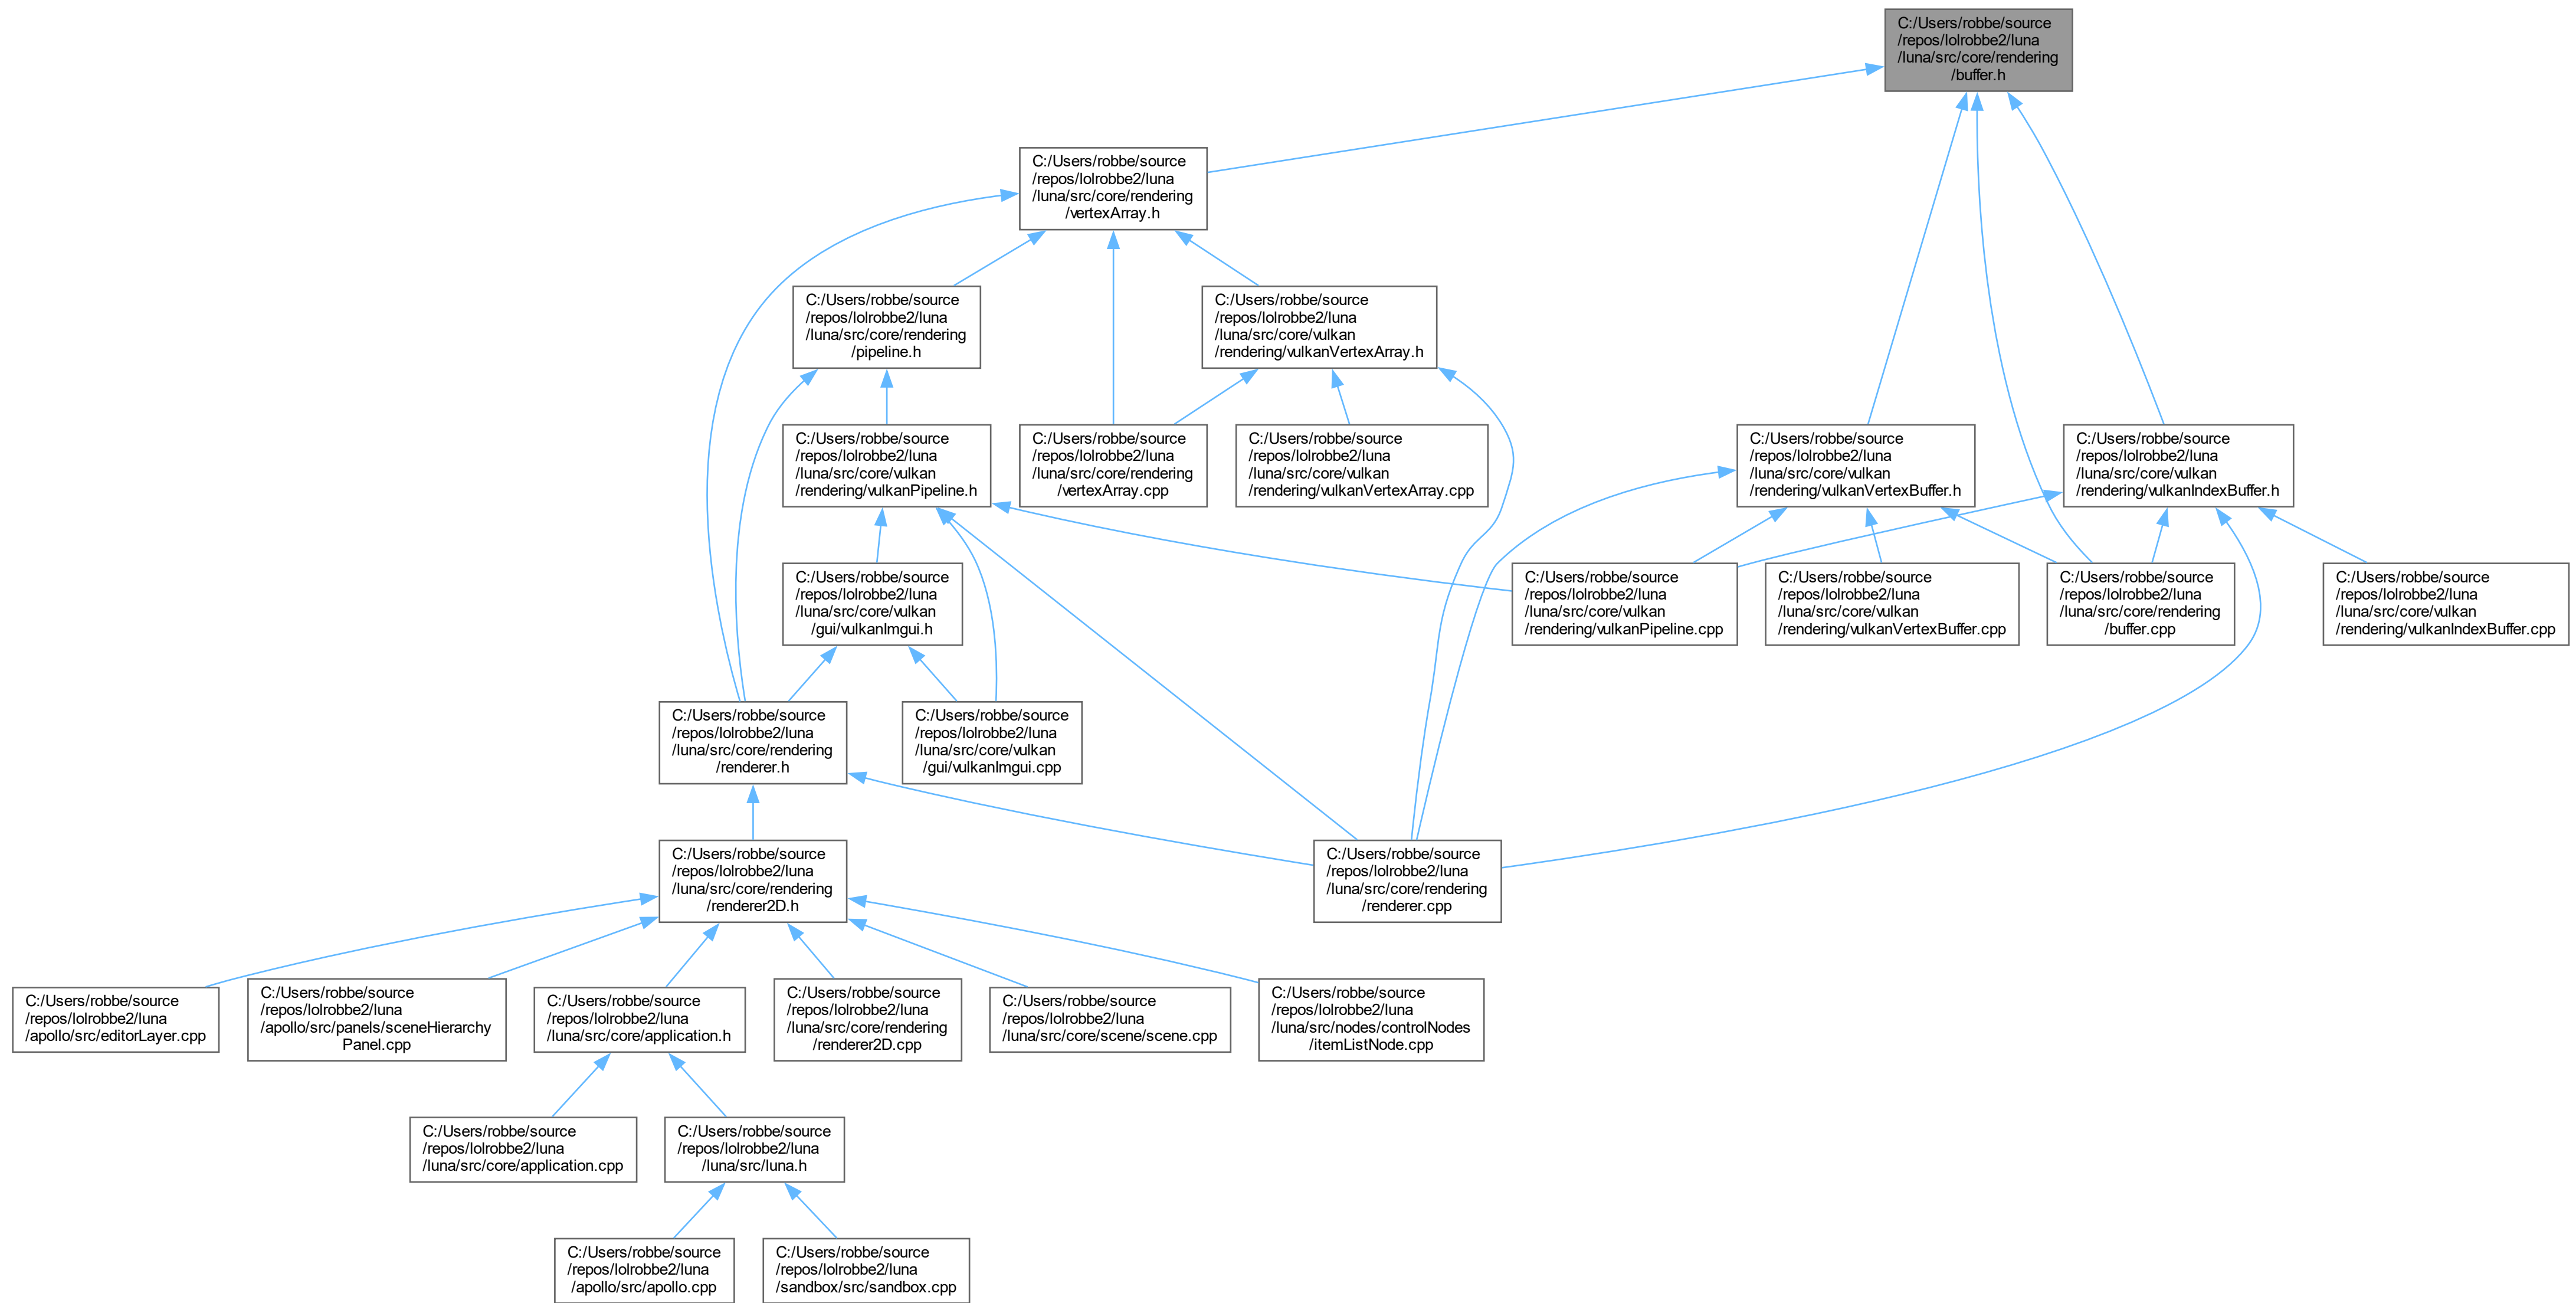 C:/Users/robbe/source
/repos/lolrobbe2/luna
/luna/src/core/rendering
/buffer.h
C:/Users/robbe/source
/repos/lolrobbe2/luna
/luna/src/core/rendering
/vertexArray.h
C:/Users/robbe/source
/repos/lolrobbe2/luna
/luna/src/core/rendering
/pipeline.h
C:/Users/robbe/source
/repos/lolrobbe2/luna
/luna/src/core/vulkan
/rendering/vulkanVertexArray.h
C:/Users/robbe/source
/repos/lolrobbe2/luna
/luna/src/core/vulkan
/rendering/vulkanPipeline.h
C:/Users/robbe/source
/repos/lolrobbe2/luna
/luna/src/core/rendering
/vertexArray.cpp
C:/Users/robbe/source
/repos/lolrobbe2/luna
/luna/src/core/vulkan
/rendering/vulkanVertexArray.cpp
C:/Users/robbe/source
/repos/lolrobbe2/luna
/luna/src/core/vulkan
/rendering/vulkanVertexBuffer.h
C:/Users/robbe/source
/repos/lolrobbe2/luna
/luna/src/core/vulkan
/rendering/vulkanIndexBuffer.h
C:/Users/robbe/source
/repos/lolrobbe2/luna
/luna/src/core/vulkan
/gui/vulkanImgui.h
C:/Users/robbe/source
/repos/lolrobbe2/luna
/luna/src/core/vulkan
/rendering/vulkanPipeline.cpp
C:/Users/robbe/source
/repos/lolrobbe2/luna
/luna/src/core/vulkan
/rendering/vulkanVertexBuffer.cpp
C:/Users/robbe/source
/repos/lolrobbe2/luna
/luna/src/core/rendering
/buffer.cpp
C:/Users/robbe/source
/repos/lolrobbe2/luna
/luna/src/core/vulkan
/rendering/vulkanIndexBuffer.cpp
C:/Users/robbe/source
/repos/lolrobbe2/luna
/luna/src/core/rendering
/renderer.h
C:/Users/robbe/source
/repos/lolrobbe2/luna
/luna/src/core/vulkan
/gui/vulkanImgui.cpp
C:/Users/robbe/source
/repos/lolrobbe2/luna
/luna/src/core/rendering
/renderer2D.h
C:/Users/robbe/source
/repos/lolrobbe2/luna
/luna/src/core/rendering
/renderer.cpp
C:/Users/robbe/source
/repos/lolrobbe2/luna
/apollo/src/editorLayer.cpp
C:/Users/robbe/source
/repos/lolrobbe2/luna
/apollo/src/panels/sceneHierarchy
Panel.cpp
C:/Users/robbe/source
/repos/lolrobbe2/luna
/luna/src/core/application.h
C:/Users/robbe/source
/repos/lolrobbe2/luna
/luna/src/core/rendering
/renderer2D.cpp
C:/Users/robbe/source
/repos/lolrobbe2/luna
/luna/src/core/scene/scene.cpp
C:/Users/robbe/source
/repos/lolrobbe2/luna
/luna/src/nodes/controlNodes
/itemListNode.cpp
C:/Users/robbe/source
/repos/lolrobbe2/luna
/luna/src/core/application.cpp
C:/Users/robbe/source
/repos/lolrobbe2/luna
/luna/src/luna.h
C:/Users/robbe/source
/repos/lolrobbe2/luna
/apollo/src/apollo.cpp
C:/Users/robbe/source
/repos/lolrobbe2/luna
/sandbox/src/sandbox.cpp